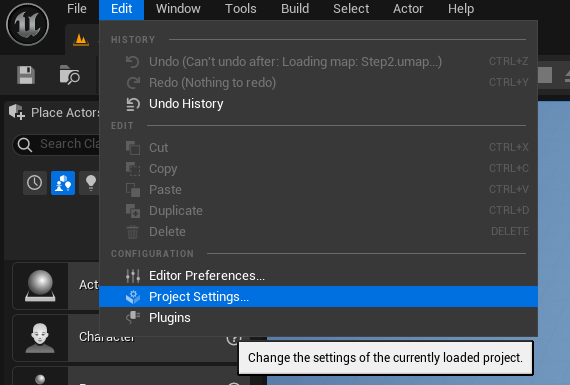 File Edit Window Tools Build Select Actor Help
HISTORY
Undo (Can't undo after: Loading map: Step2.umap...) CTRL+Z
Redo (Nothing to redo) CTRL+Y
Undo History
Place Actors
EDIT
Search Cla
Cut CTRL+X
Copy CTRL+C
Paste CTRL+V
Duplicate CTRL+D
Delete DELETE
CONFIGURATION
Editor Preferences...
Project Settings...
Plugins
Character
Change the settings of the currently loaded project.